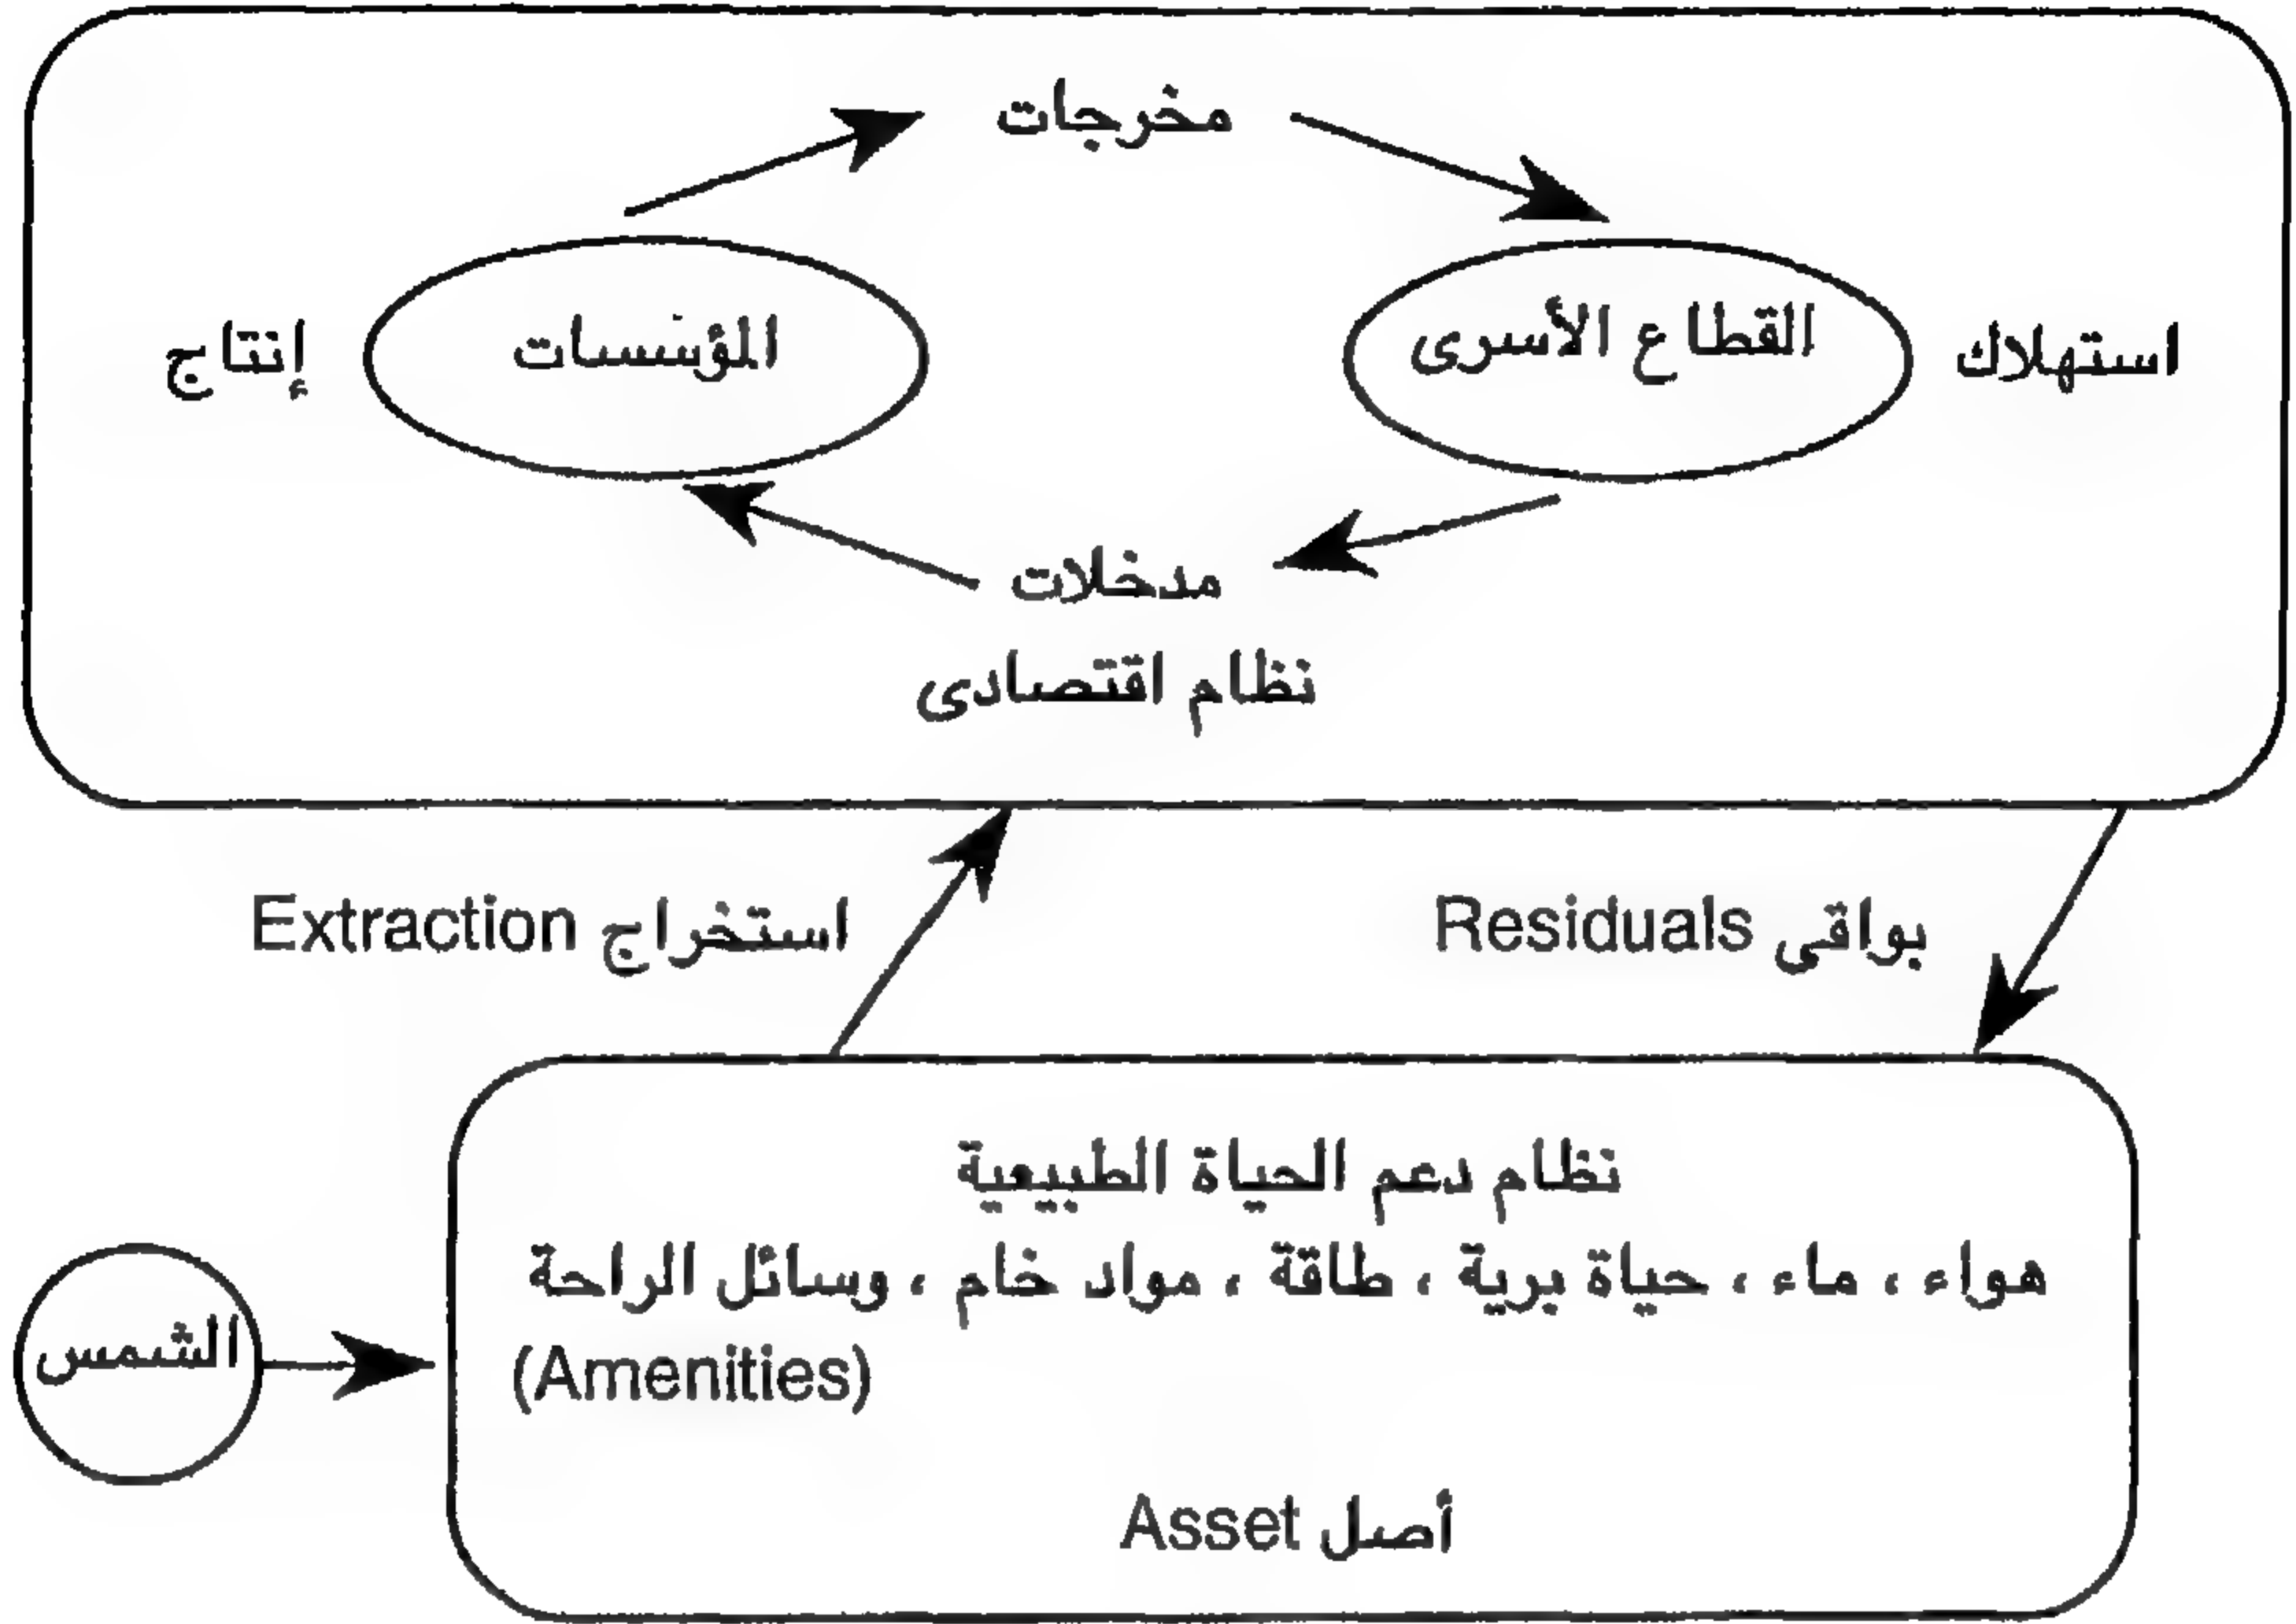 مخرجات
استهلاك
القطاع الأسرى
المؤسسات
إنتاج
مدخلات
نظام اقتصادى
بواقى Residuals
استخراج Extraction
نظام دعم الحياة الطبيعية
هواء ، ماء ، حياة برية ، طاقة ، مواد خام ، وسائل الراحة
(Amenities)
الشمس
أصل Asset